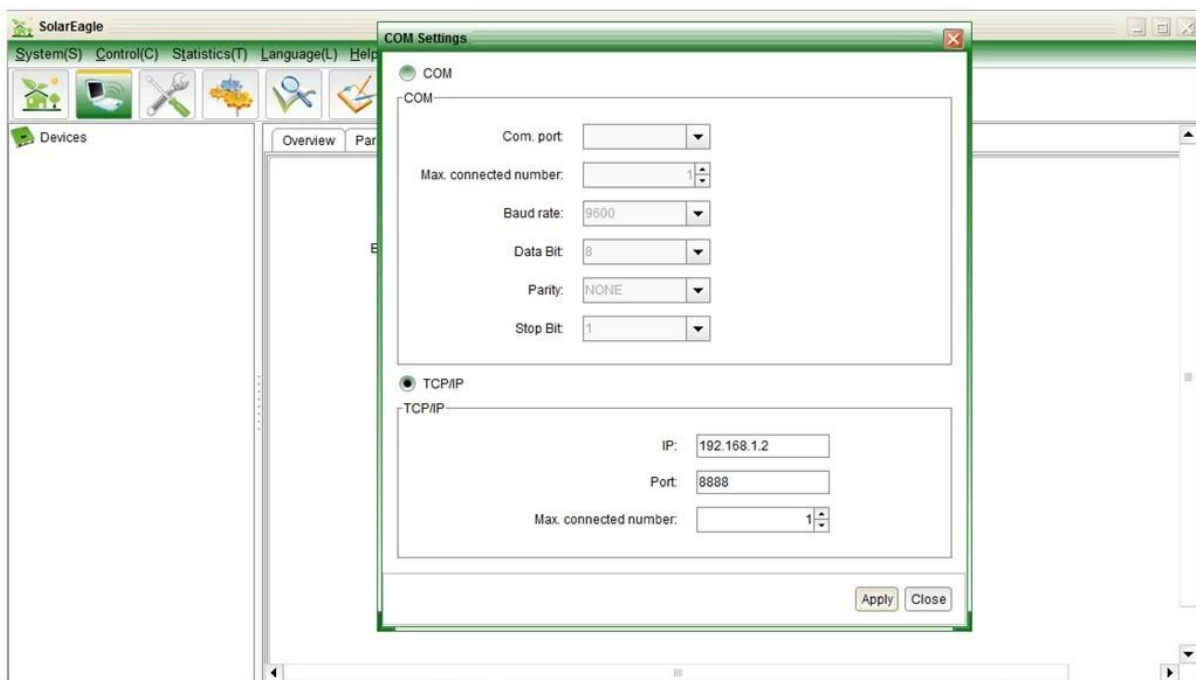 SolarEagle
System(S) Control(C) Statistics(T) Language(L) Help
Devices
Overview Par
COM Settings
COM
COM
Com. port:
Max. connected number: 1
Baud rate: 9600
Data Bit: 8
Parity: NONE
Stop Bit: 1
TCP/IP
TCP/IP
IP: 192.168.1.2
Port: 8888
Max. connected number: 1
Apply Close